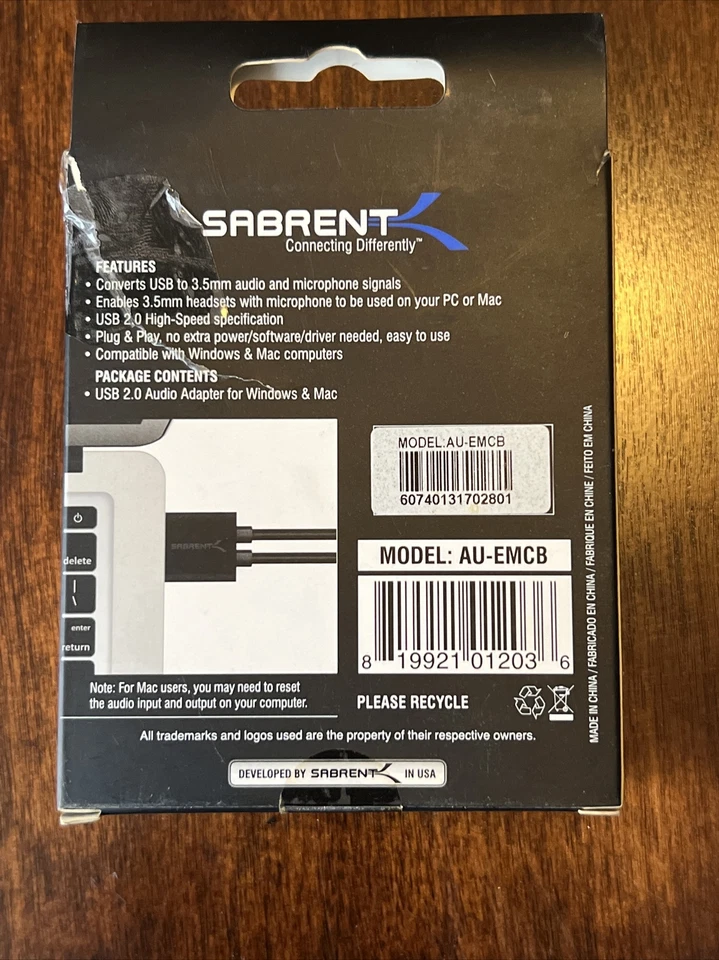 SABRENT
Connecting Differently™
FEATURES
• Converts USB to 3.5mm audio and microphone signals
• Enables 3.5mm headsets with microphone to be used on your PC or Mac
• USB 2.0 High-Speed specification
• Plug & Play, no extra power/software/driver needed, easy to use
• Compatible with Windows & Mac computers
PACKAGE CONTENTS
• USB 2.0 Audio Adapter for Windows & Mac
MODEL:AU-EMCB
60740131702801
delete
|
\
enter
return
SABRENT
MODEL: AU-EMCB
8 19921 01203 6
Note: For Mac users, you may need to reset
the audio input and output on your computer.
PLEASE RECYCLE
MADE IN CHINA / FABRICADO EN CHINA / FABRIQUE EN CHINE / FEITO EM CHINA
All trademarks and logos used are the property of their respective owners.
DEVELOPED BY SABRENT IN USA